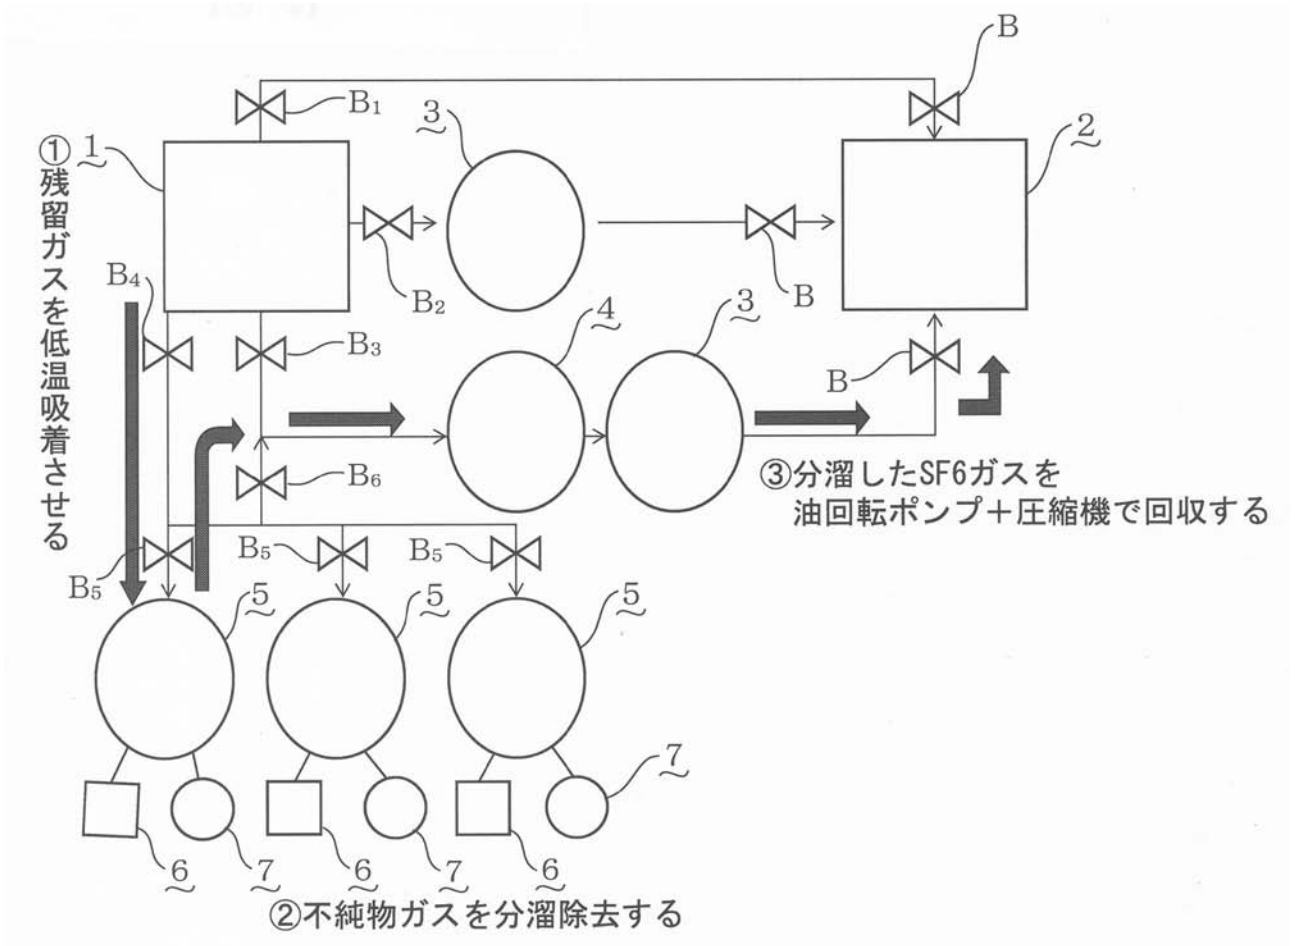 B
B₁
3
2
①残留ガスを低温吸着させる
1
B₂
B
B₄
4
3
B₃
B
B₆
③分溜したSF6ガスを
油回転ポンプ＋圧縮機で回収する
B₅
B₅
B₅
5
5
5
7
6
7
6
7
6
②不純物ガスを分溜除去する